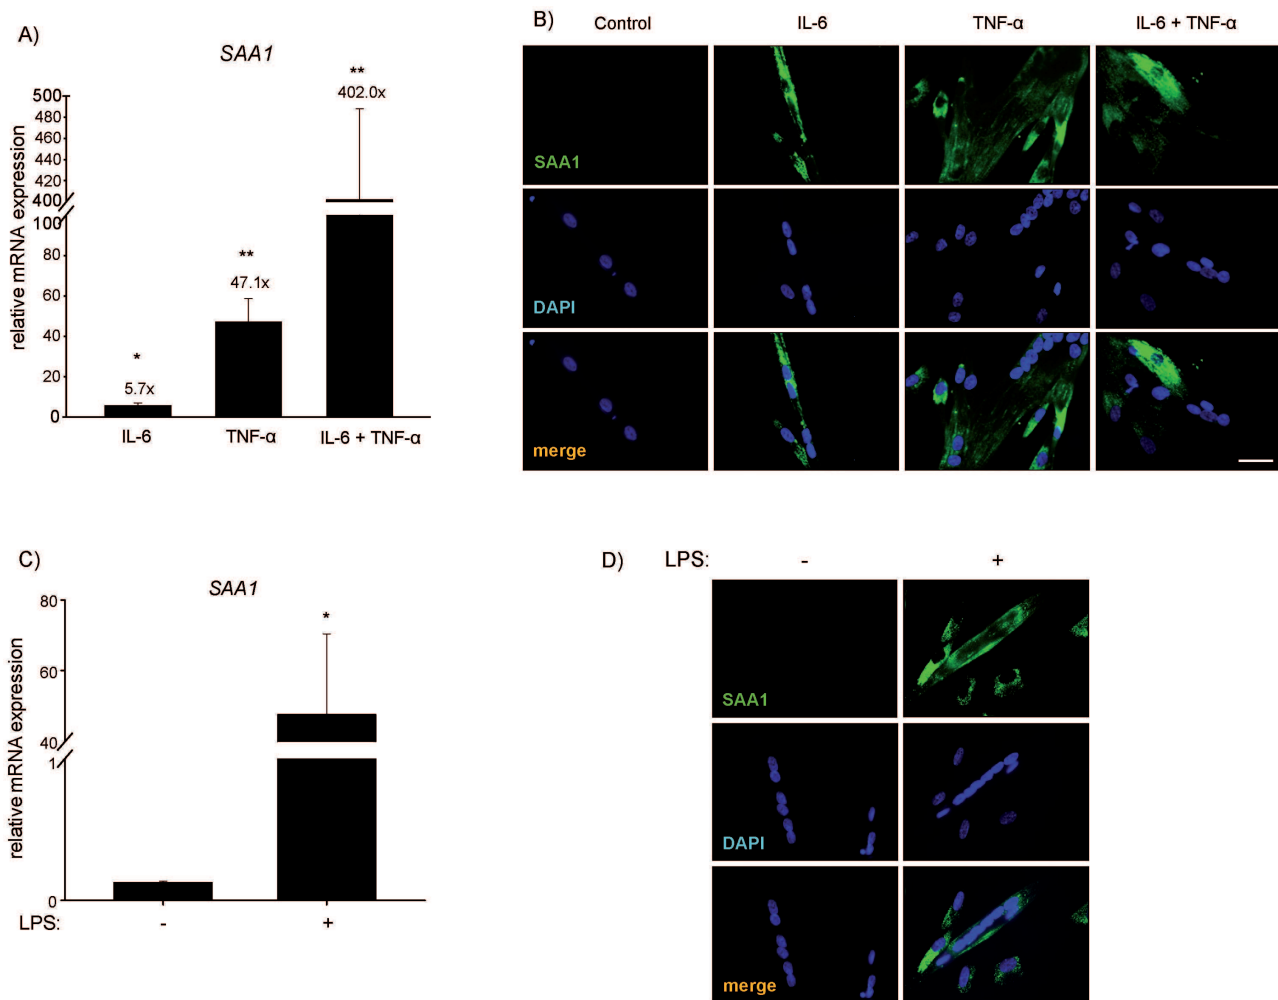 A)
SAA1
relative mRNA expression
500
480
460
440
420
400
100
80
60
40
20
0
*
5.7x
**
47.1x
**
402.0x
IL-6
TNF-α
IL-6 + TNF-α
B)
Control
IL-6
TNF-α
IL-6 + TNF-α
SAA1
DAPI
merge
C)
SAA1
relative mRNA expression
80
60
40
1
0
*
LPS:
-
+
D)
LPS:
-
+
SAA1
DAPI
merge